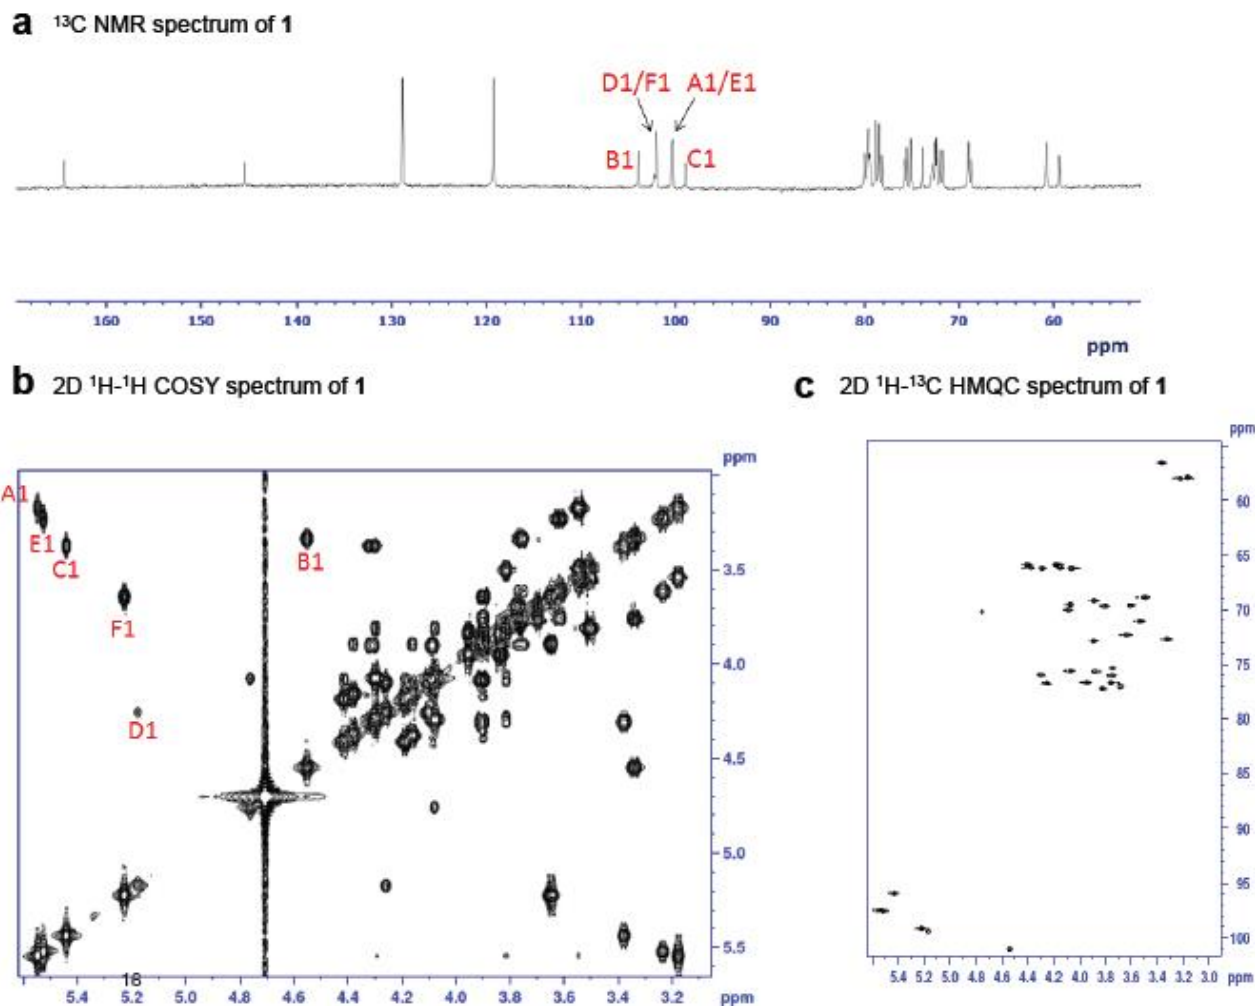 a ¹³C NMR spectrum of 1
D1/F1 A1/E1
B1 C1
160 150 140 130 120 110 100 90 80 70 60
ppm
b 2D ¹H-¹H COSY spectrum of 1
c 2D ¹H-¹³C HMQC spectrum of 1
ppm
ppm
A1
E1
C1
B1
F1
D1
3.5
4.0
4.5
5.0
5.5
60
65
70
75
80
85
90
95
100
18
5.4 5.2 5.0 4.8 4.6 4.4 4.2 4.0 3.8 3.6 3.4 3.2 ppm
5.4 5.2 5.0 4.8 4.6 4.4 4.2 4.0 3.8 3.6 3.4 3.2 3.0 ppm